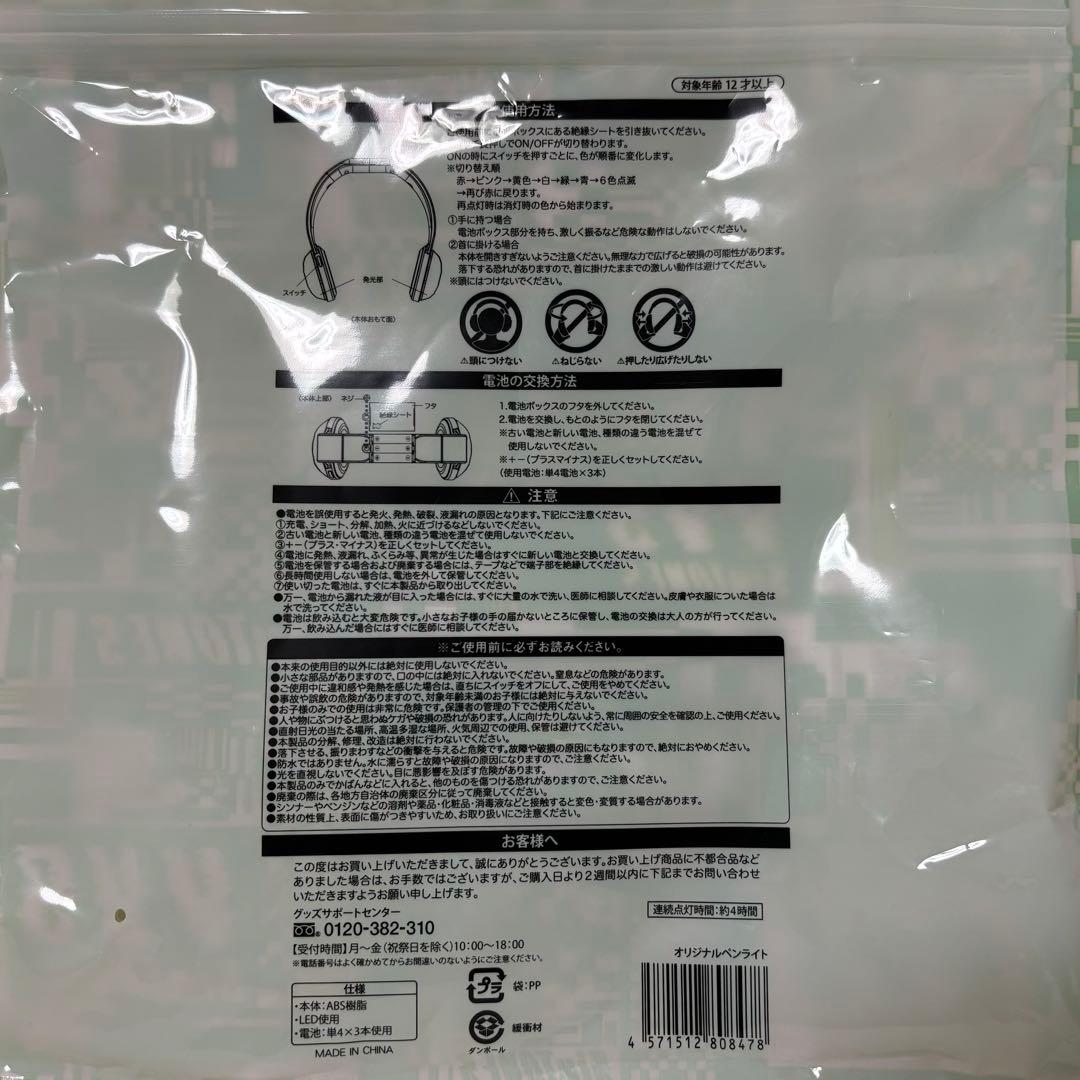 対象年齢 12 才以上
使用方法
ボックスにある絶縁シートを引き抜いてください。
押しでON/OFFが切り替わります。
ONの時にスイッチを押すごとに、色が順番に変化します。
※切り替え順
赤→ピンク→黄色→白→緑→青→6色点滅
→再び赤に戻ります。
再点灯時は消灯時の色から始まります。
①手に持つ場合
電池ボックス部分を持ち、激しく振るなど危険な動作はしないでください。
②首に掛ける場合
本体を開きすぎないようご注意ください。無理な力で広げると破損の可能性があります。
落下する恐れがありますので、首に掛けたままでの激しい動作は避けてください。
※頭にはつけないでください。
スイッチ
発光部
(本体おもて面)
⚠頭につけない
⚠ねじらない
⚠押したり広げたりしない
電池の交換方法
(本体上部)
ネジ
フタ
絶縁シート
1.電池ボックスのフタを外してください。
2.電池を交換し、もとのようにフタを閉じてください。
※古い電池と新しい電池、種類の違う電池を混ぜて
使用しないでください。
※+-(プラスマイナス)を正しくセットしてください。
(使用電池:単4電池×3本)
⚠ 注意
●電池を誤使用すると発火、発熱、破裂、液漏れの原因となります。下記にご注意ください。
①充電、ショート、分解、加熱、火に近づけるなどしないでください。
②古い電池と新しい電池、種類の違う電池を混ぜて使用しないでください。
③+-(プラス・マイナス)を正しくセットしてください。
④電池に発熱、液漏れ、ふくらみ等、異常が生じた場合はすぐに新しい電池と交換してください。
⑤電池を保管する場合および廃棄する場合には、テープなどで端子部を絶縁してください。
⑥長時間使用しない場合は、電池を外して保管してください。
⑦使い切った電池は、すぐに本製品から取り出してください。
●万一、電池から漏れた液が目に入った場合には、すぐに大量の水で洗い、医師に相談してください。皮膚や衣服についた場合は
水で洗ってください。
●電池は飲み込むと大変危険です。小さなお子様の手の届かないところに保管し、電池の交換は大人の方が行ってください。
万一、飲み込んだ場合にはすぐに医師に相談してください。
※ご使用前に必ずお読みください。
●本来の使用目的以外には絶対に使用しないでください。
●小さな部品がありますので、口の中には絶対に入れないでください。窒息などの危険があります。
●ご使用中に違和感や発熱を感じた場合は、直ちにスイッチをオフにして、ご使用をやめてください。
●事故や誤飲の危険がありますので、対象年齢未満のお子様には絶対に与えないでください。
●お子様のみでの使用は非常に危険です。保護者の管理の下でご使用ください。
●人や物にぶつけると思わぬケガや破損の恐れがあります。人に向けたりしないよう、常に周囲の安全を確認の上、ご使用ください。
●直射日光の当たる場所、高温多湿な場所、火気周辺での使用、保管は避けてください。
●本製品の分解、修理、改造は絶対に行わないでください。
●落下させる、振りまわすなどの衝撃を与えると危険です。故障や破損の原因にもなりますので、絶対におやめください。
●防水ではありません。水に濡らすと故障や破損の原因になりますので、ご注意ください。
●光を直視しないでください。目に悪影響を及ぼす危険があります。
●本製品のみでかばんなどに入れると、他のものを傷つける恐れがありますので、ご注意ください。
●廃棄の際は、各地方自治体の廃棄区分に従って廃棄してください。
●シンナーやベンジンなどの溶剤や薬品・化粧品・消毒液などと接触すると変色・変質する場合があります。
●素材の性質上、表面に傷がつきやすいため、お取り扱いにご注意ください。
お客様へ
この度はお買い上げいただきまして、誠にありがとうございます。お買い上げ商品に不都合品など
ありました場合は、お手数ではございますが、ご購入日より2週間以内に下記までお問い合わせ
いただきますようお願い申し上げます。
グッズサポートセンター
0120-382-310
【受付時間】月~金(祝祭日を除く)10:00~18:00
※電話番号はよく確かめてからお間違いのないようにご注意ください。
連続点灯時間:約4時間
オリジナルペンライト
仕様
・本体:ABS樹脂
・LED使用
・電池:単4×3本使用
MADE IN CHINA
プラ
袋:PP
ダンボール
緩衝材
4 571512 808478